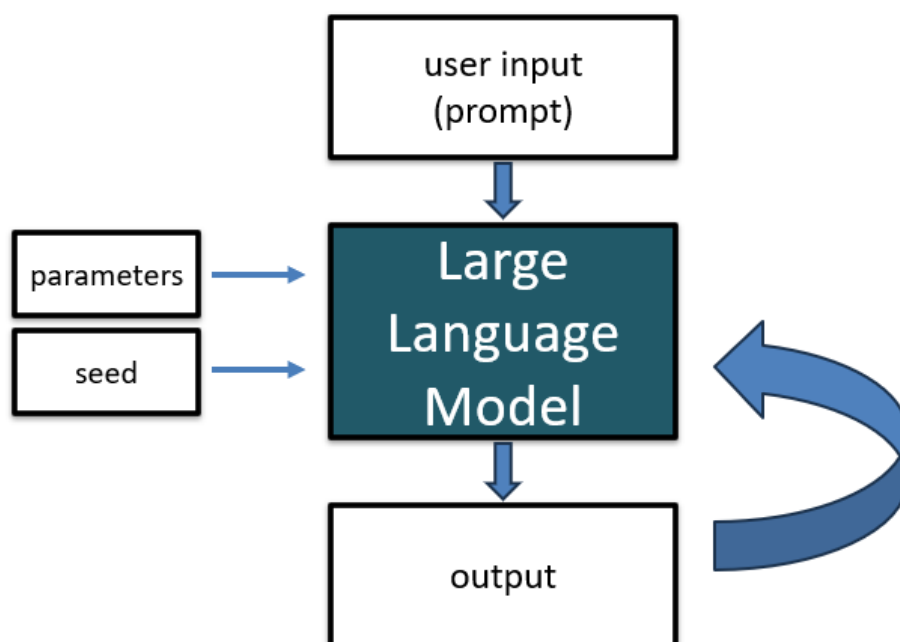 user input
(prompt)
parameters
seed
Large
Language
Model
output